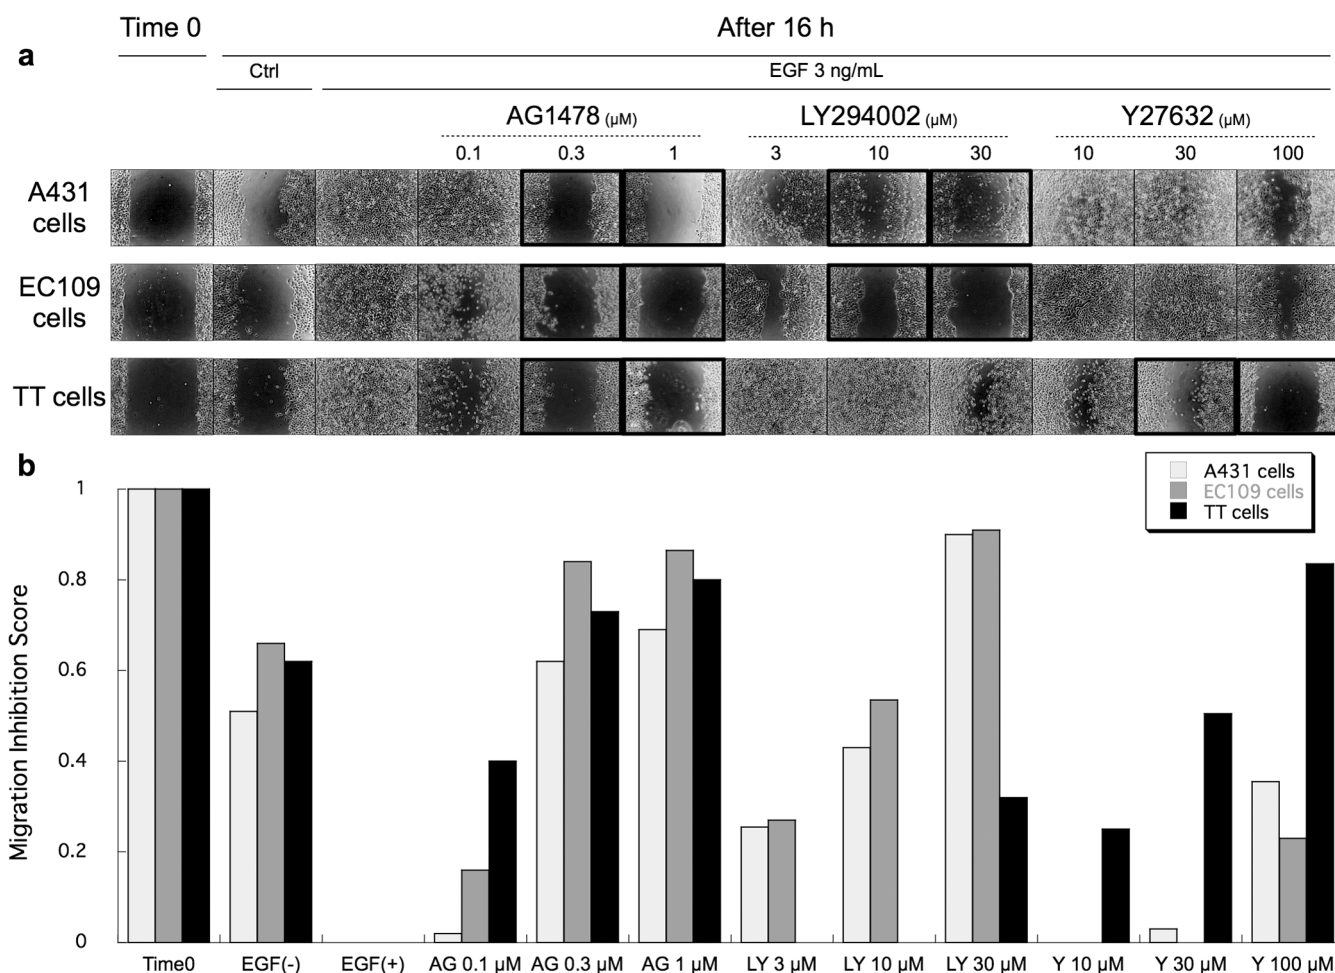 Time 0 After 16 h
a
Ctrl EGF 3 ng/mL
AG1478 (µM) LY294002 (µM) Y27632 (µM)
0.1 0.3 1 3 10 30 10 30 100
A431
cells
EC109
cells
TT cells
b
A431 cells
EC109 cells
TT cells
Migration Inhibition Score
1
0.8
0.6
0.4
0.2
0
Time0 EGF(-) EGF(+) AG 0.1 µM AG 0.3 µM AG 1 µM LY 3 µM LY 10 µM LY 30 µM Y 10 µM Y 30 µM Y 100 µM